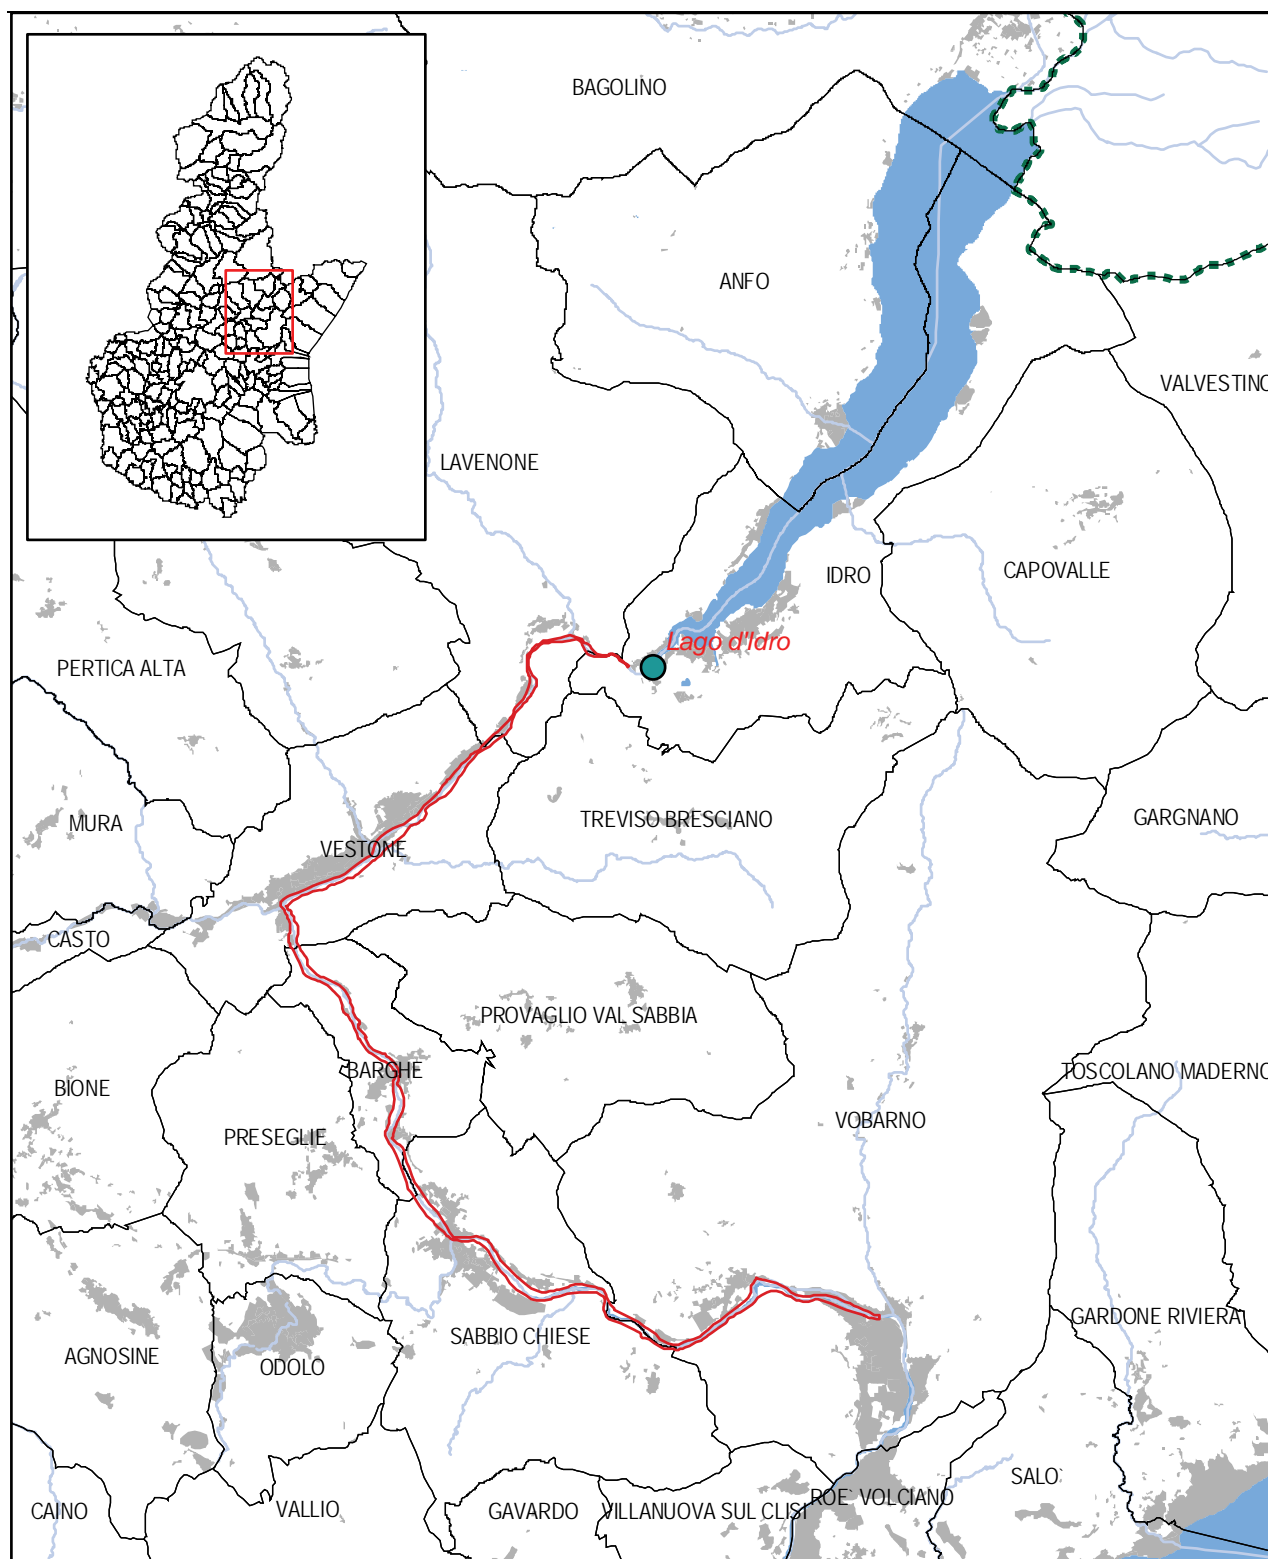 BAGOLINO
ANFO
VALVESTINO
LAVENONE
CAPOVALLE
IDRO
Lago d'Idro
PERTICA ALTA
MURA
TREVISO BRESCIANO
GARGNANO
VESTONE
CASTO
PROVAGLIO VAL SABBIA
BARGHE
TOSCOLANO MADERNO
BIONE
VOBARNO
PRESEGLIE
GARDONE RIVIERA
SABBIO CHIESE
AGNOSINE
ODOLO
SALO`
ROE` VOLCIANO
CAINO
VALLIO
GAVARDO
VILLANUOVA SUL CLISI